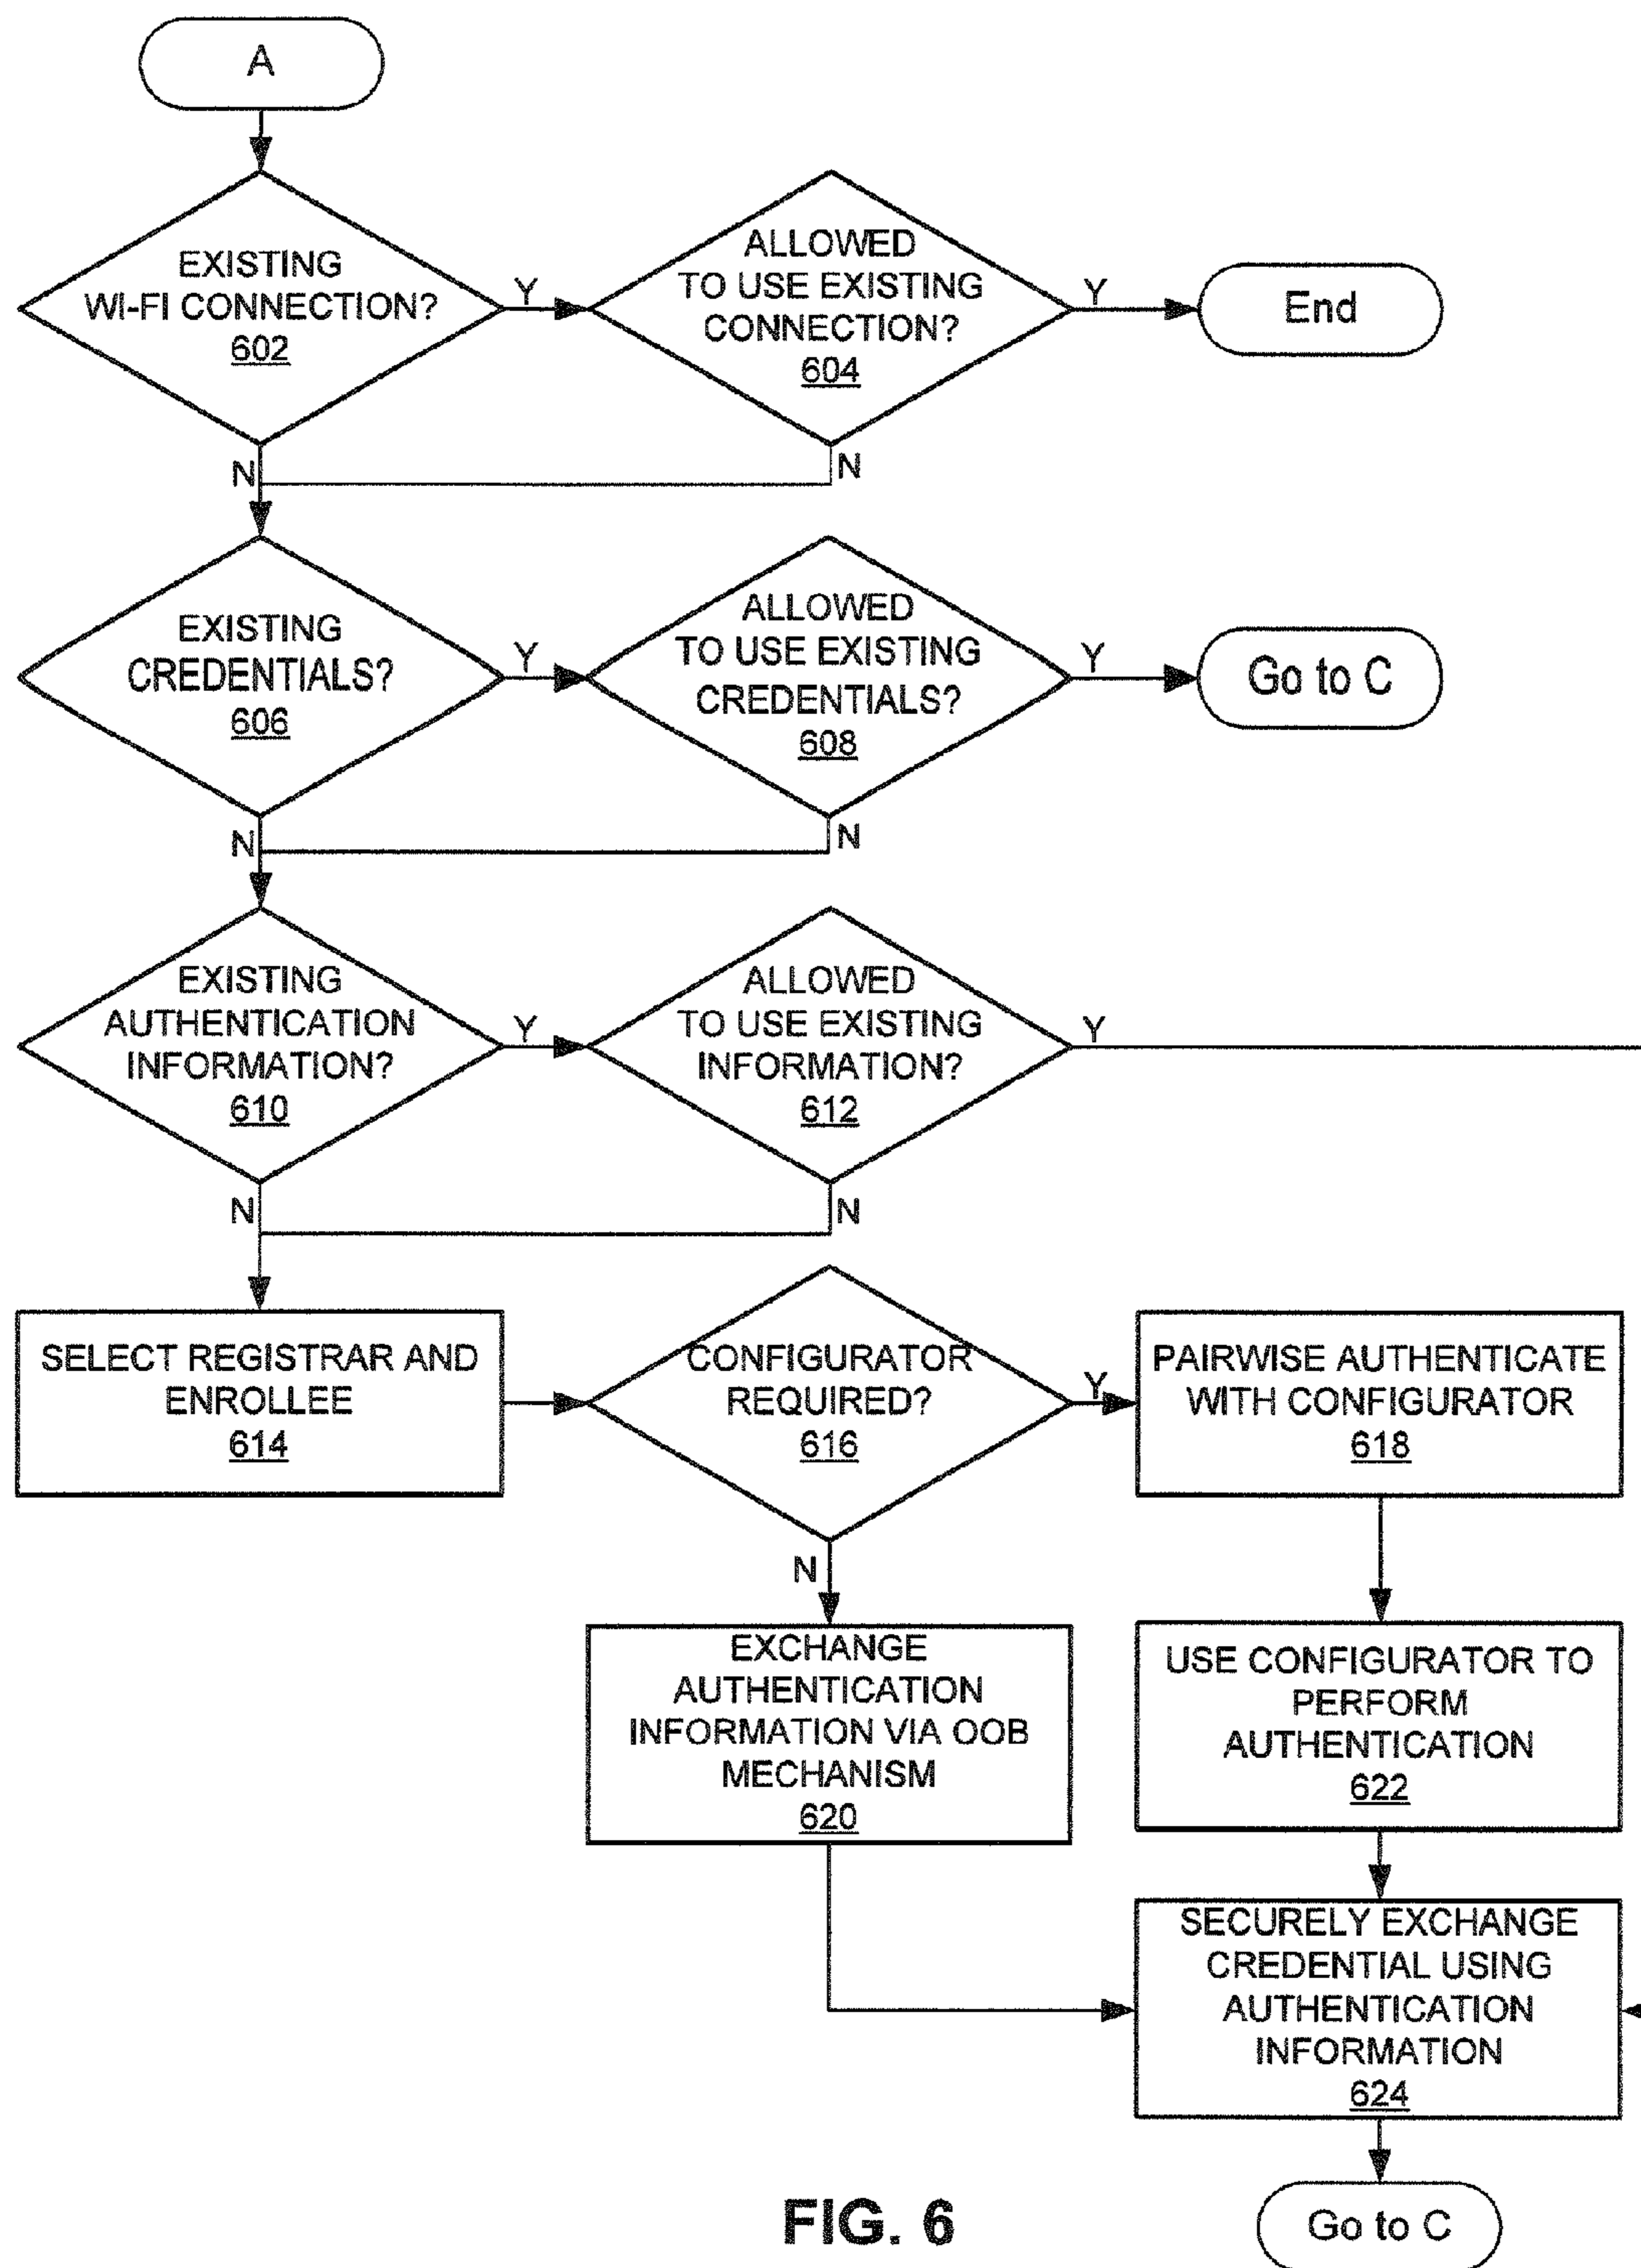 A
EXISTING
WI-FI CONNECTION?
602
Y
N
ALLOWED
TO USE EXISTING
CONNECTION?
604
Y
N
End
EXISTING
CREDENTIALS?
606
Y
N
ALLOWED
TO USE EXISTING
CREDENTIALS?
608
Y
N
Go to C
EXISTING
AUTHENTICATION
INFORMATION?
610
Y
N
ALLOWED
TO USE EXISTING
INFORMATION?
612
Y
N
SELECT REGISTRAR AND
ENROLLEE
614
CONFIGURATOR
REQUIRED?
616
Y
N
PAIRWISE AUTHENTICATE
WITH CONFIGURATOR
618
EXCHANGE
AUTHENTICATION
INFORMATION VIA OOB
MECHANISM
620
USE CONFIGURATOR TO
PERFORM
AUTHENTICATION
622
SECURELY EXCHANGE
CREDENTIAL USING
AUTHENTICATION
INFORMATION
624
Go to C
FIG. 6